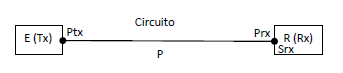 Circuito
E (Tx) Ptx Prx R (Rx)
Srx
P